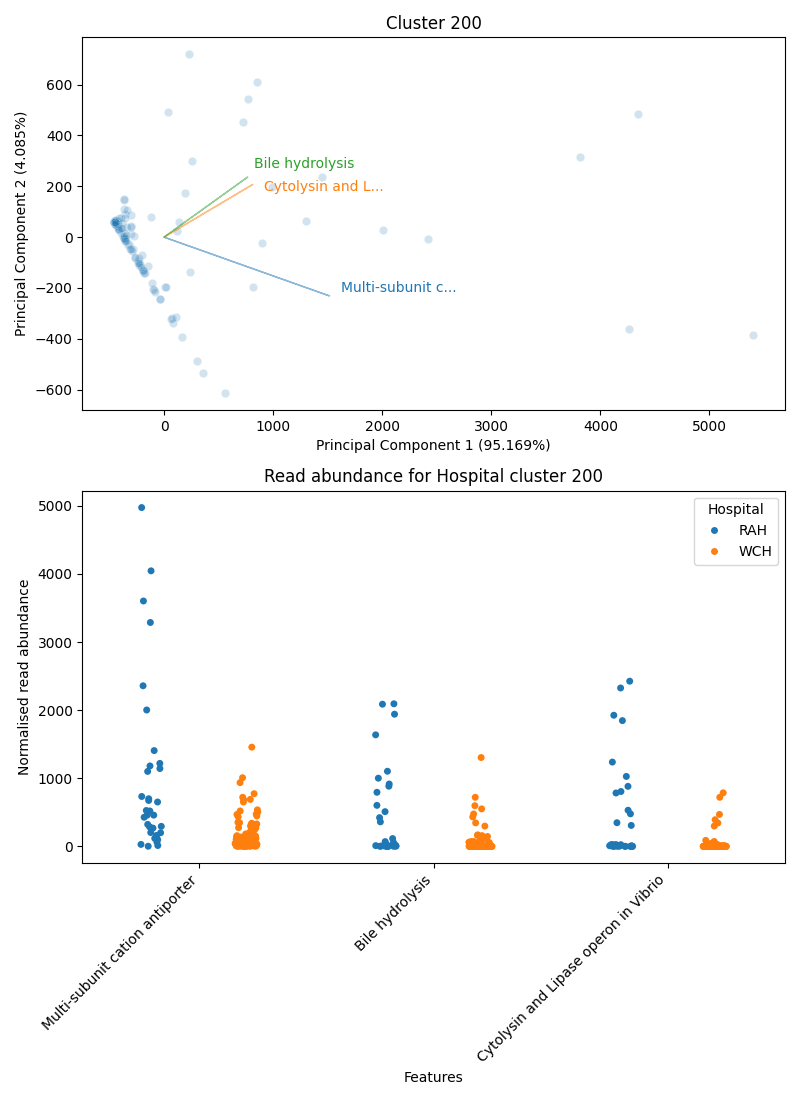 Cluster 200
600
400
200
0
−200
−400
−600
Principal Component 2 (4.085%)
Bile hydrolysis
Cytolysin and L...
Multi-subunit c...
0 1000 2000 3000 4000 5000
Principal Component 1 (95.169%)
Read abundance for Hospital cluster 200
5000
4000
3000
2000
1000
0
Normalised read abundance
Hospital
RAH
WCH
Multi-subunit cation antiporter
Bile hydrolysis
Cytolysin and Lipase operon in Vibrio
Features